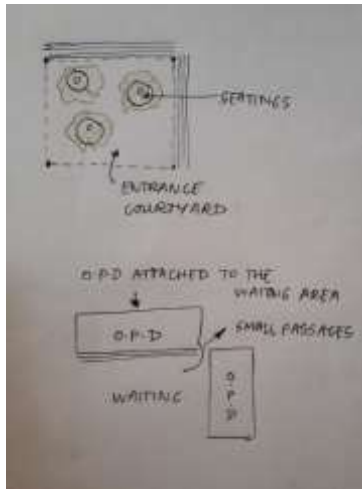 SEATINGS
ENTRANCE
COURTYARD
O.P.D ATTACHED TO THE
WAITING AREA
SMALL PASSAGES
O.P.D
WAITING
O
P
D